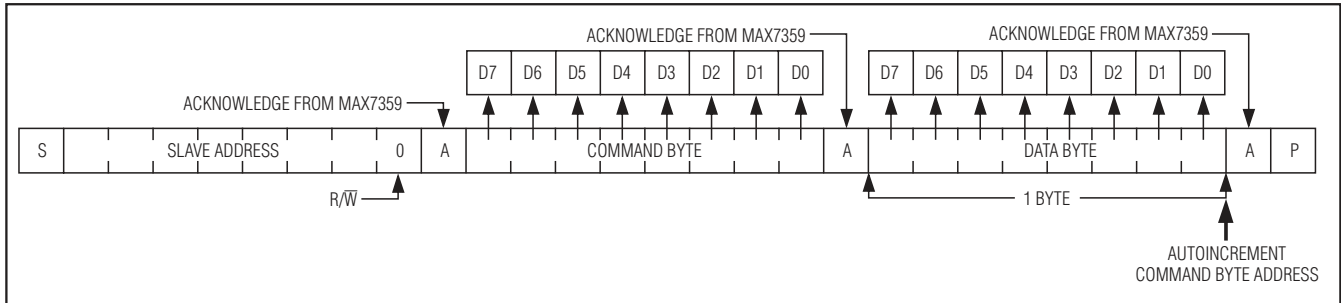 ACKNOWLEDGE FROM MAX7359
ACKNOWLEDGE FROM MAX7359
D7 D6 D5 D4 D3 D2 D1 D0
D7 D6 D5 D4 D3 D2 D1 D0
ACKNOWLEDGE FROM MAX7359
S SLAVE ADDRESS 0 A COMMAND BYTE A DATA BYTE A P
R/W̅
1 BYTE
AUTOINCREMENT
COMMAND BYTE ADDRESS